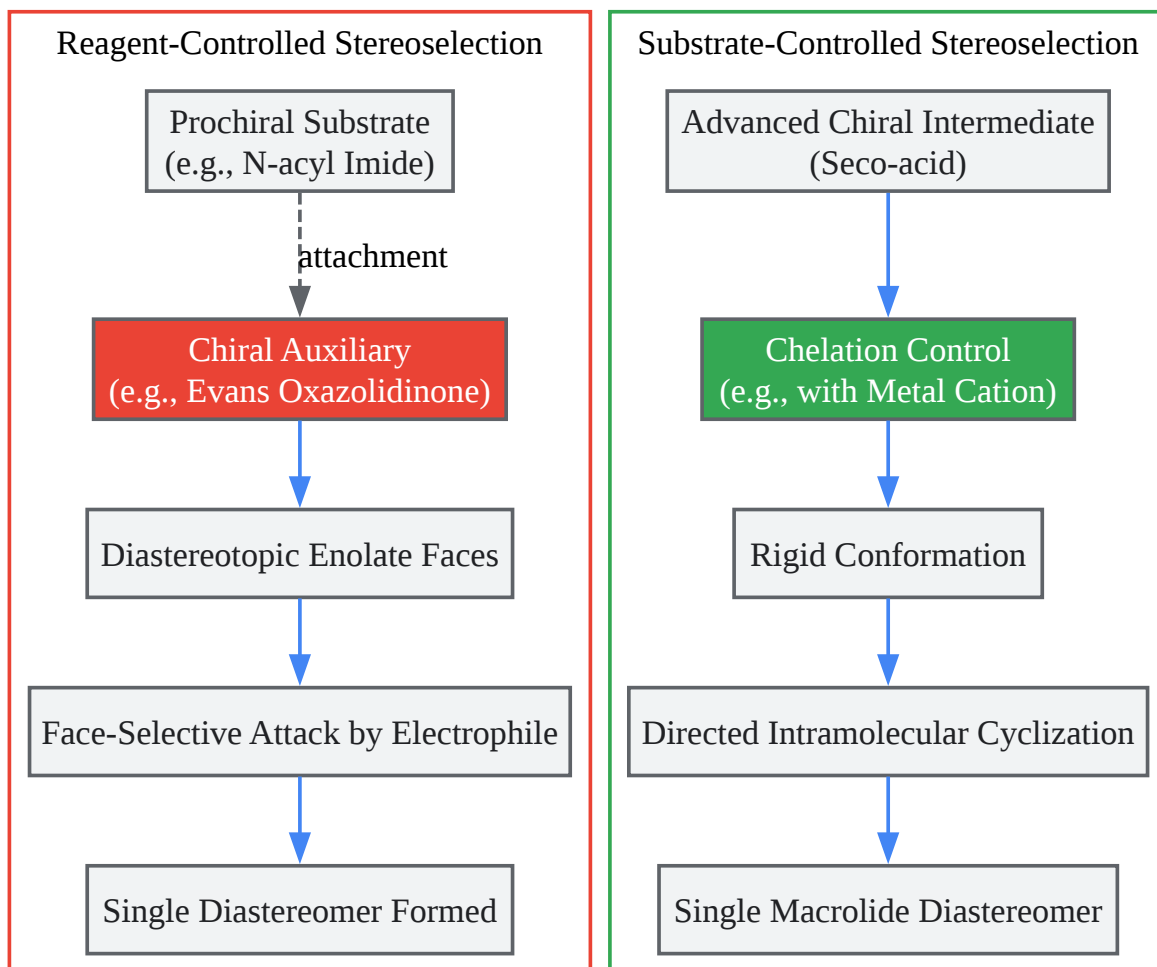 Reagent-Controlled Stereoselection
Prochiral Substrate
(e.g., N-acyl Imide)
attachment
Chiral Auxiliary
(e.g., Evans Oxazolidinone)
Diastereotopic Enolate Faces
Face-Selective Attack by Electrophile
Single Diastereomer Formed
Substrate-Controlled Stereoselection
Advanced Chiral Intermediate
(Seco-acid)
Chelation Control
(e.g., with Metal Cation)
Rigid Conformation
Directed Intramolecular Cyclization
Single Macrolide Diastereomer